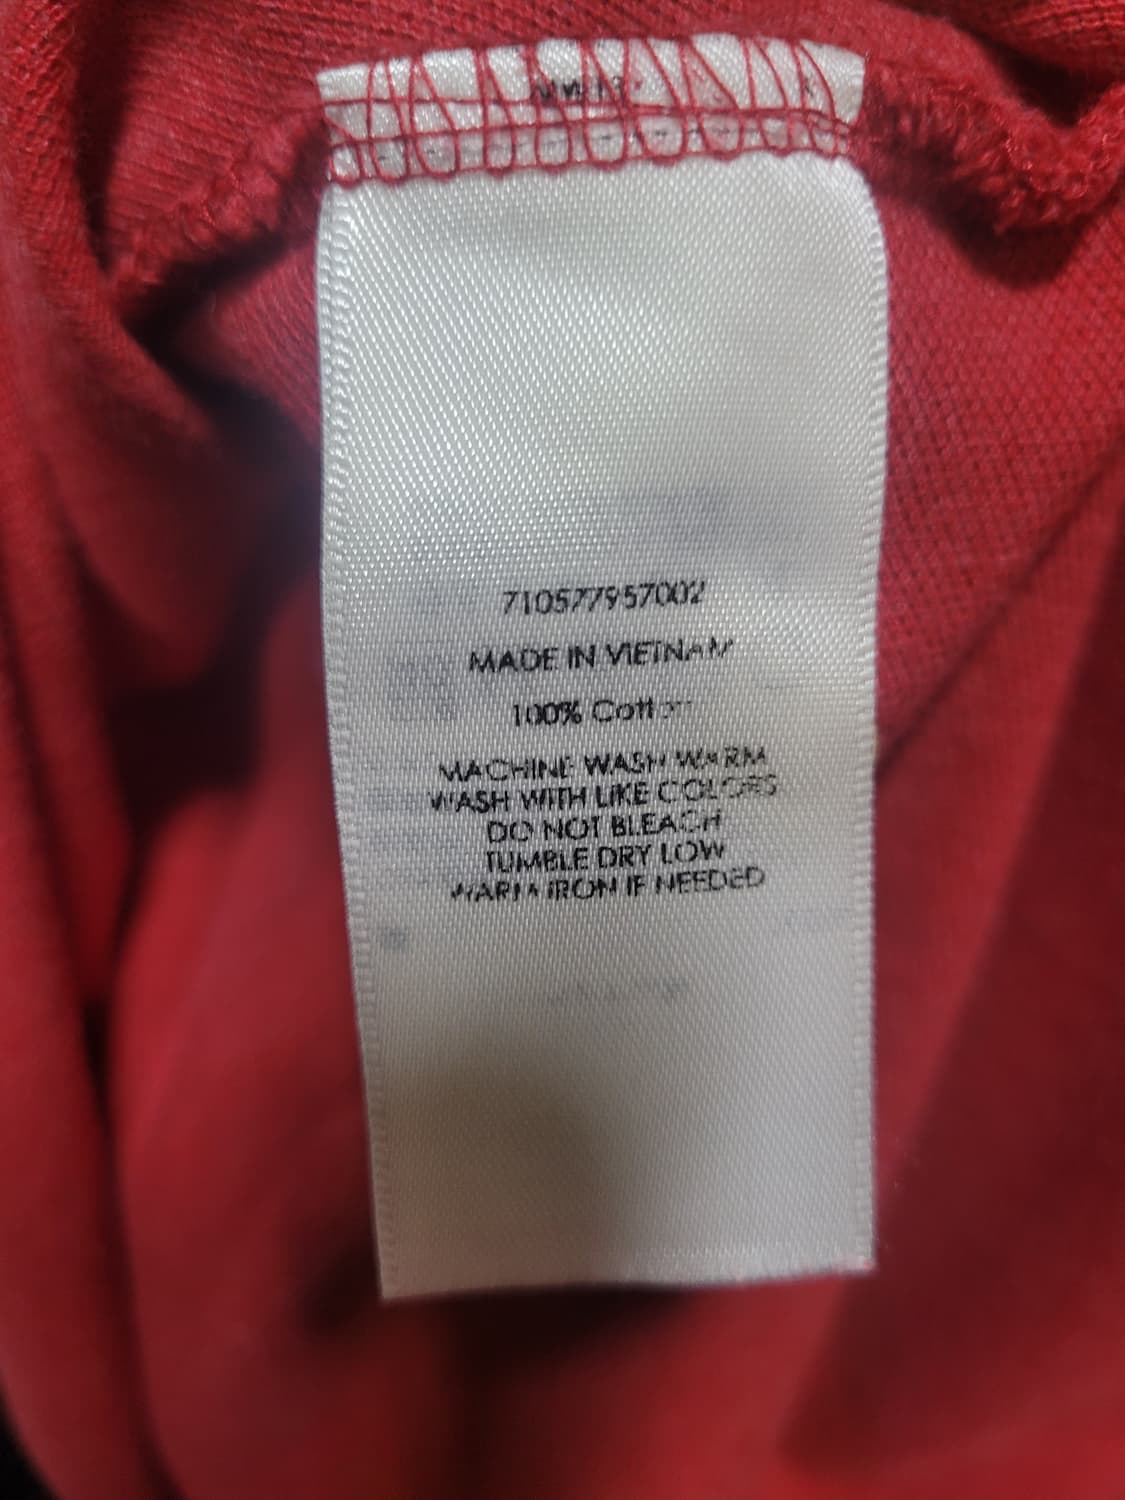 710577957002
MADE IN VIETNAM
100% Cotton
MACHINE WASH WARM
WASH WITH LIKE COLORS
DO NOT BLEACH
TUMBLE DRY LOW
WARM IRON IF NEEDED